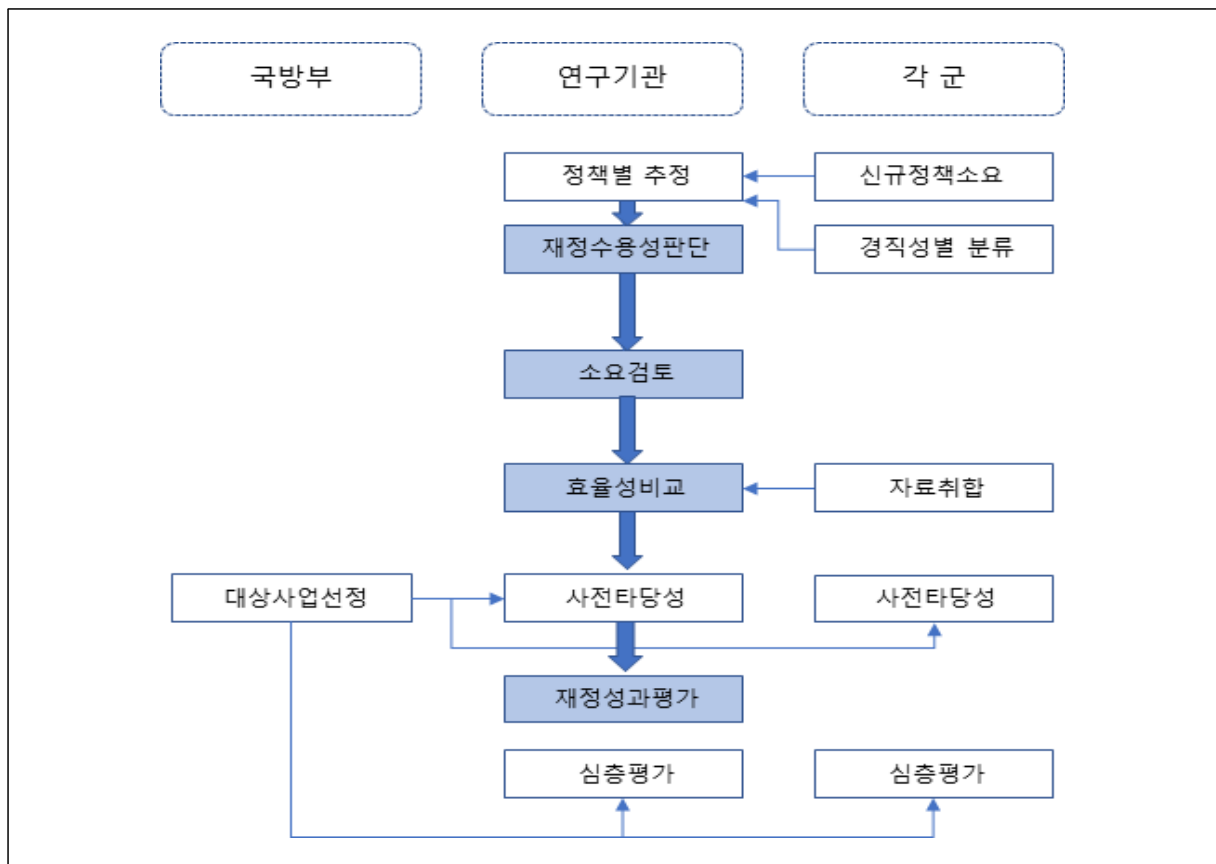 국방부
연구기관
각 군
정책별 추정
신규정책소요
재정수용성판단
경직성별 분류
소요검토
효율성비교
자료취합
대상사업선정
사전타당성
사전타당성
재정성과평가
심층평가
심층평가